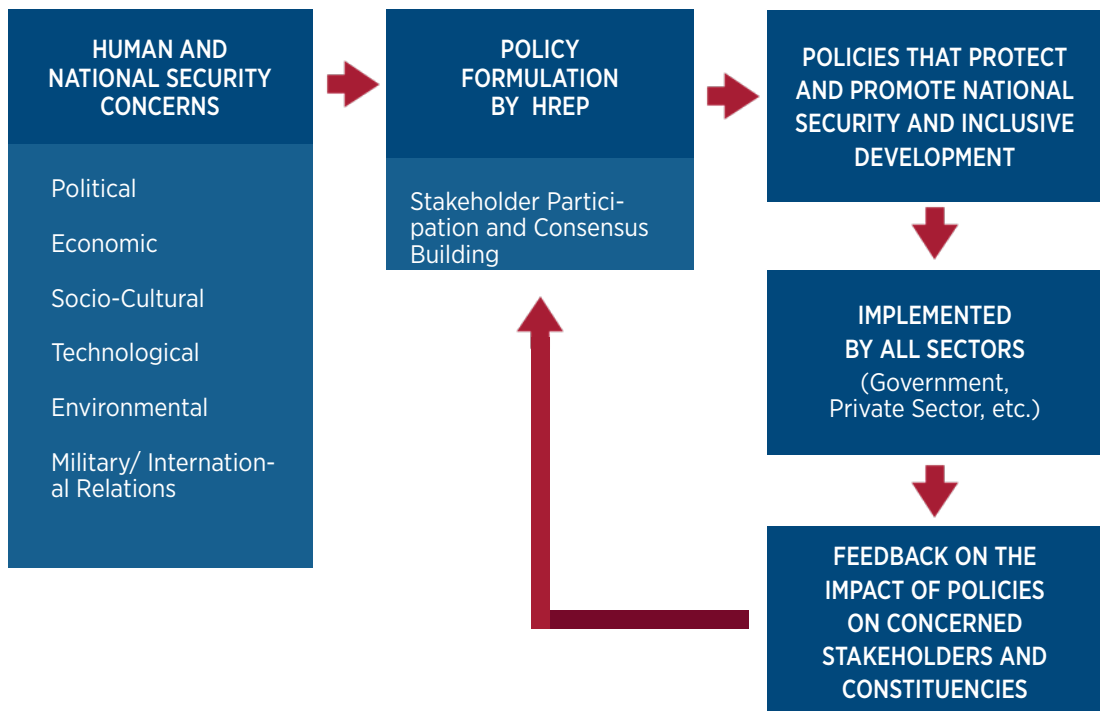 HUMAN AND
NATIONAL SECURITY
CONCERNS
Political
Economic
Socio-Cultural
Technological
Environmental
Military/ Internation-
al Relations
POLICY
FORMULATION
BY HREP
Stakeholder Partici-
pation and Consensus
Building
POLICIES THAT PROTECT
AND PROMOTE NATIONAL
SECURITY AND INCLUSIVE
DEVELOPMENT
IMPLEMENTED
BY ALL SECTORS
(Government,
Private Sector, etc.)
FEEDBACK ON THE
IMPACT OF POLICIES
ON CONCERNED
STAKEHOLDERS AND
CONSTITUENCIES